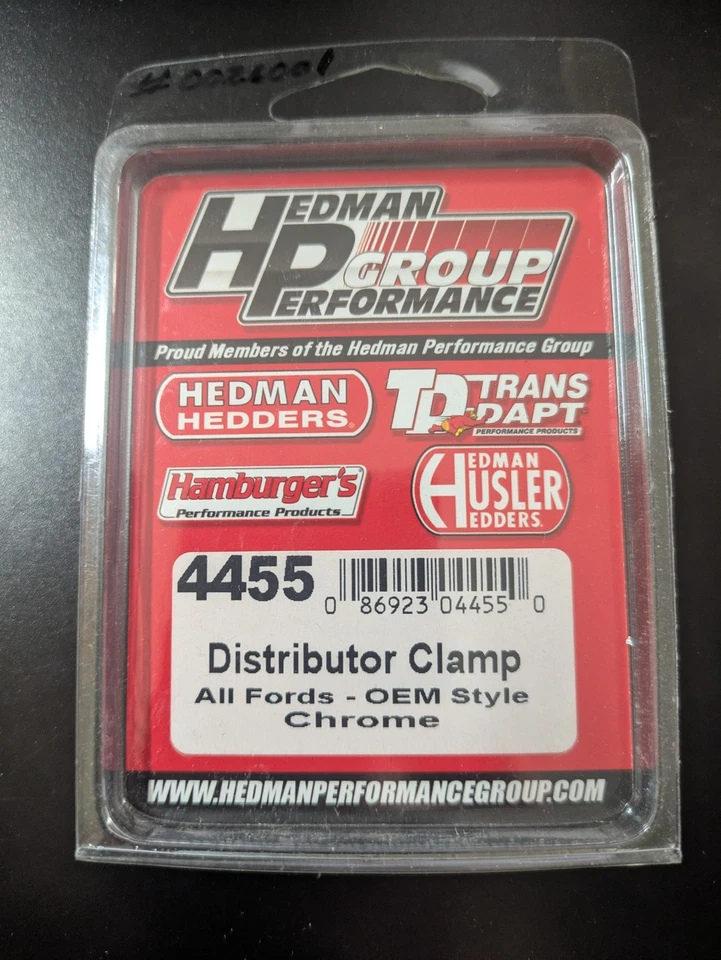 #0026001
HEDMAN
HP GROUP
PERFORMANCE
Proud Members of the Hedman Performance Group
HEDMAN
HEDDERS®
TD TRANS
DAPT
PERFORMANCE PRODUCTS
Hamburger's
Performance Products
HEDMAN
HUSLER
HEDDERS
4455
0 86923 04455 0
Distributor Clamp
All Fords - OEM Style
Chrome
WWW.HEDMANPERFORMANCEGROUP.COM